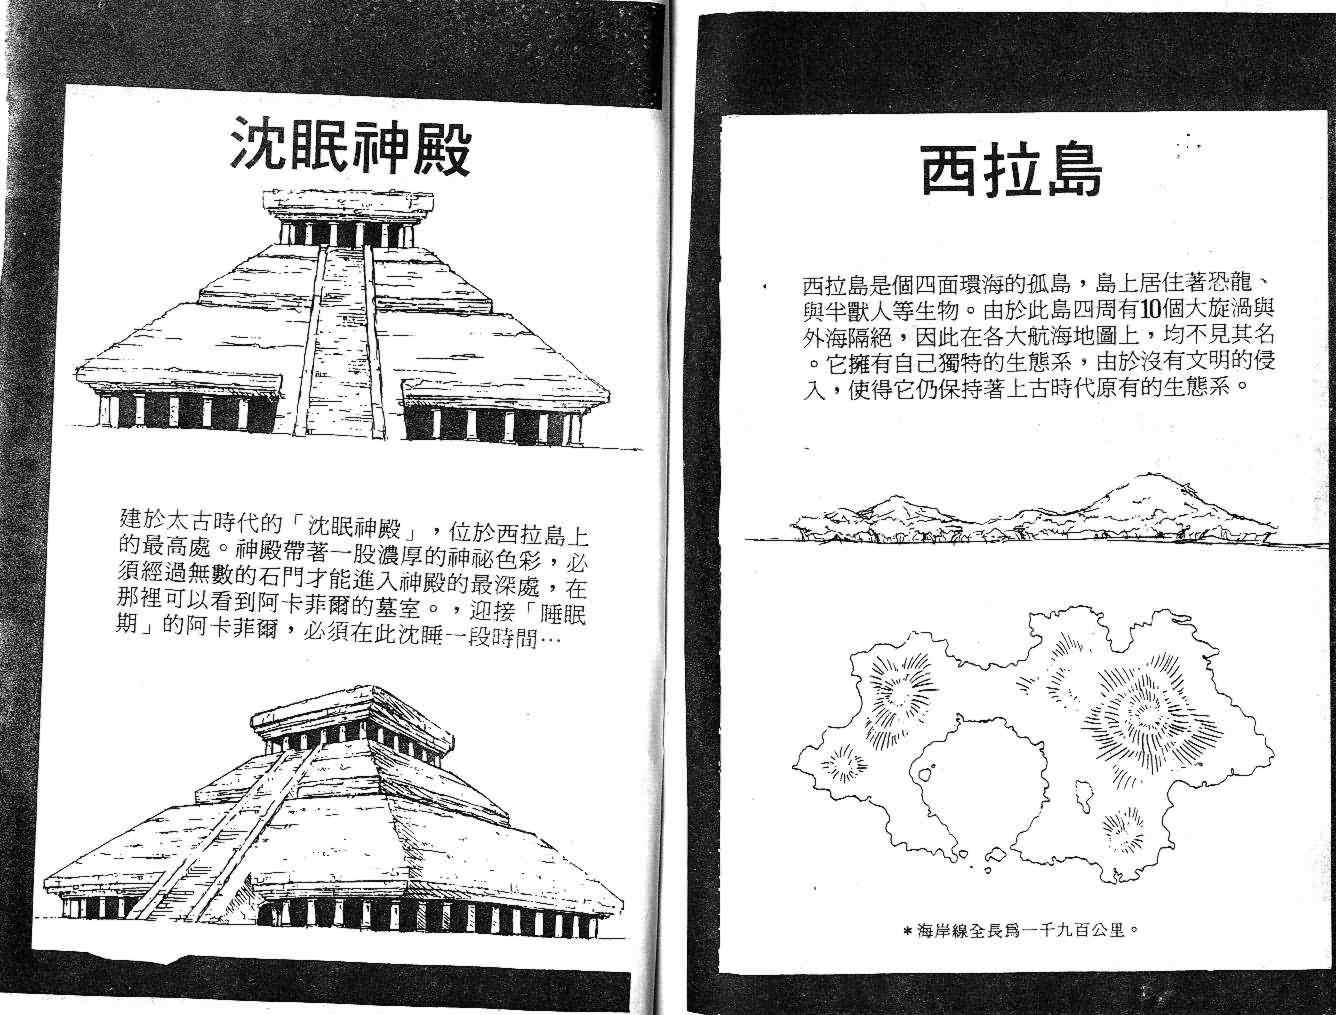 西拉島
西拉島是個四面環海的孤島，島上居住著恐龍、
與半獸人等生物。由於此島四周有10個大旋渦與
外海隔絕，因此在各大航海地圖上，均不見其名
。它擁有自己獨特的生態系，由於沒有文明的侵
入，使得它仍保持著上古時代原有的生態系。
＊海岸線全長爲一千九百公里。
沈眠神殿
建於太古時代的「沈眠神殿」，位於西拉島上
的最高處。神殿帶著一股濃厚的神祕色彩，必
須經過無數的石門才能進入神殿的最深處，在
那裡可以看到阿卡菲爾的墓室。，迎接「睡眠
期」的阿卡菲爾，必須在此沈睡一段時間…